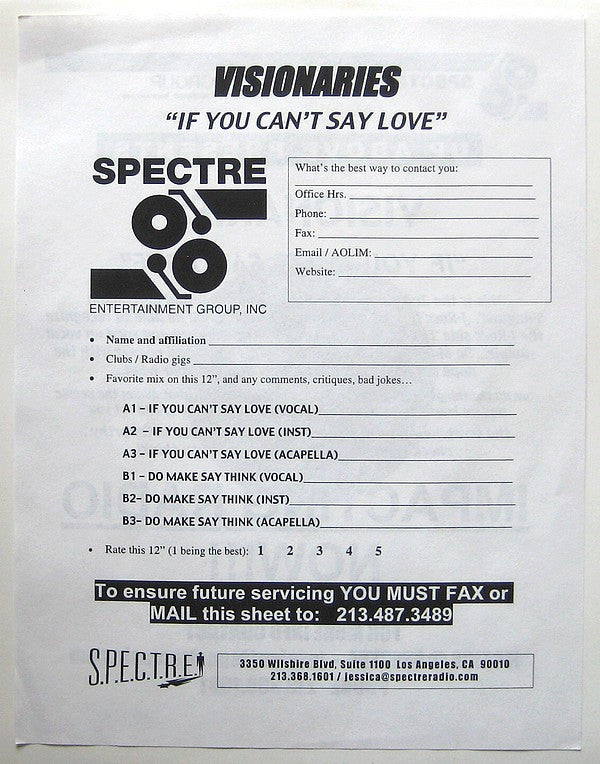 VISIONARIES
“IF YOU CAN’T SAY LOVE”
SPECTRE
ENTERTAINMENT GROUP, INC
What’s the best way to contact you:
Office Hrs.
Phone:
Fax:
Email / AOLIM:
Website:
• Name and affiliation
• Clubs / Radio gigs
• Favorite mix on this 12”, and any comments, critiques, bad jokes…
A1 – IF YOU CAN’T SAY LOVE (VOCAL)
A2 – IF YOU CAN’T SAY LOVE (INST)
A3 – IF YOU CAN’T SAY LOVE (ACAPELLA)
B1 – DO MAKE SAY THINK (VOCAL)
B2– DO MAKE SAY THINK (INST)
B3– DO MAKE SAY THINK (ACAPELLA)
• Rate this 12” (1 being the best): 1 2 3 4 5
To ensure future servicing YOU MUST FAX or
MAIL this sheet to: 213.487.3489
S.P.E.C.T.R.E.
3350 Wilshire Blvd, Suite 1100 Los Angeles, CA 90010
213.368.1601 / jessica@spectreradio.com